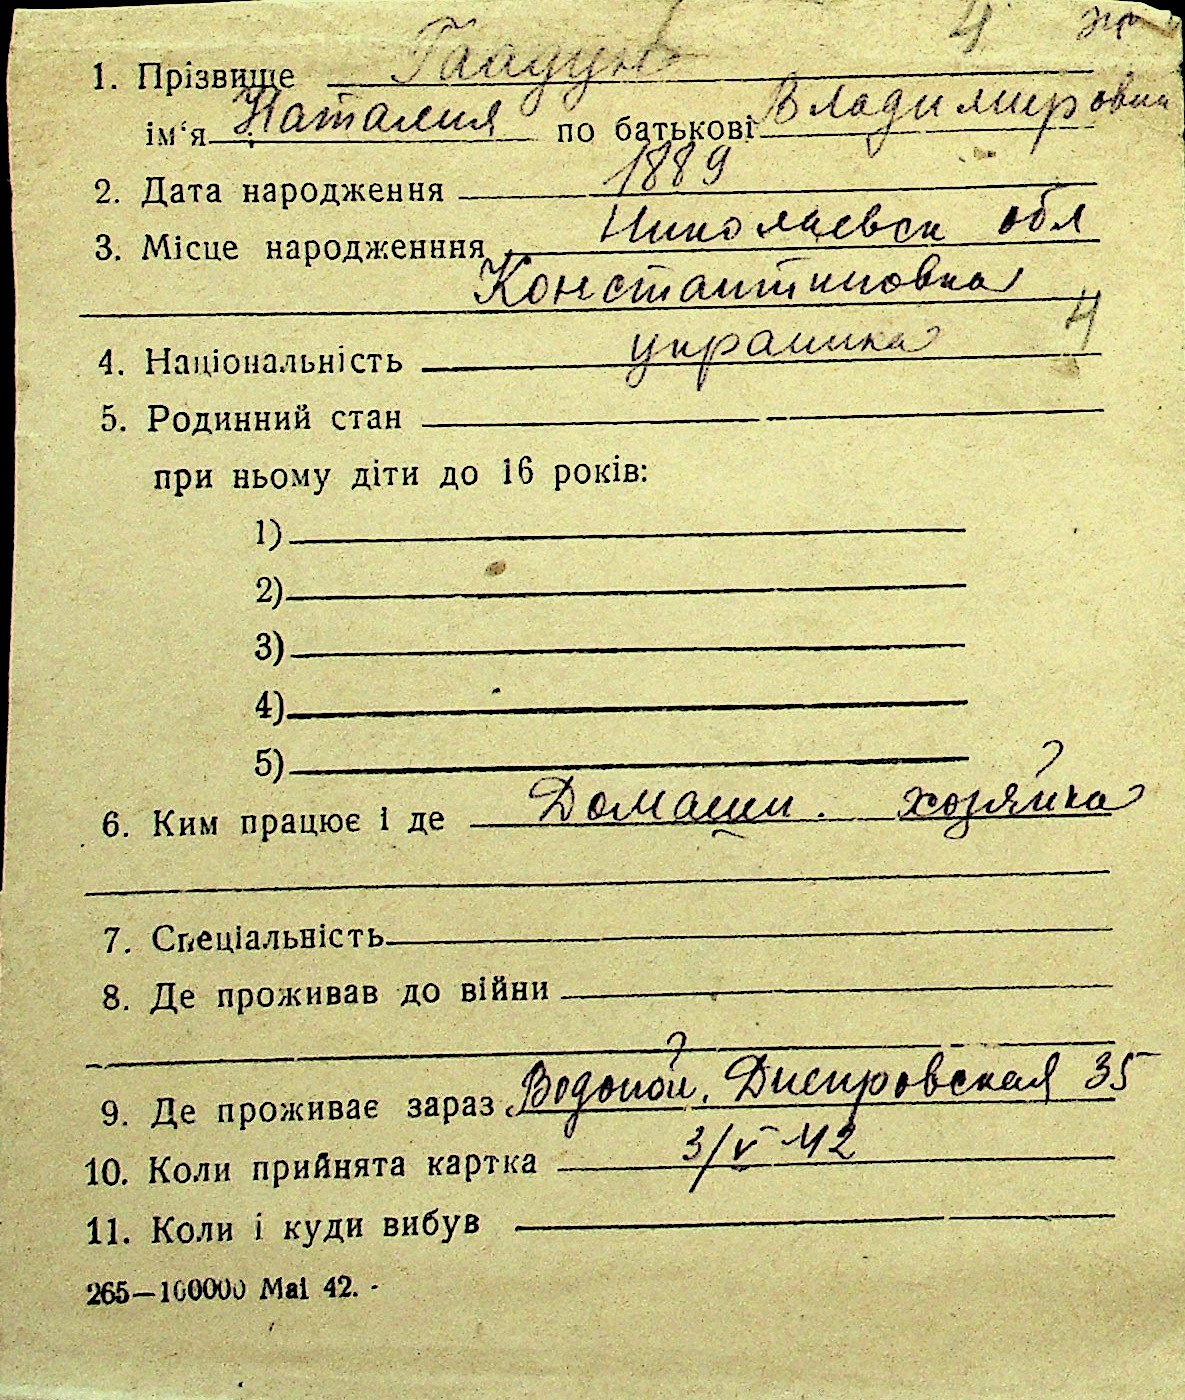 4
1. Прізвище Гайдун
ім'я Наталия по батькові Владимировна
2. Дата народження 1889
3. Місце народженння Николаевск обл
Константиновка
4. Національність украинка 4
5. Родинний стан
при ньому діти до 16 років:
1)
2)
3)
4)
5)
6. Ким працює і де Домашн. хозяйка
7. Спеціальність
8. Де проживав до війни
9. Де проживає зараз Водопой, Днепровская 35
10. Коли прийнята картка 3/V 42
11. Коли і куди вибув
265—100000 Mai 42.